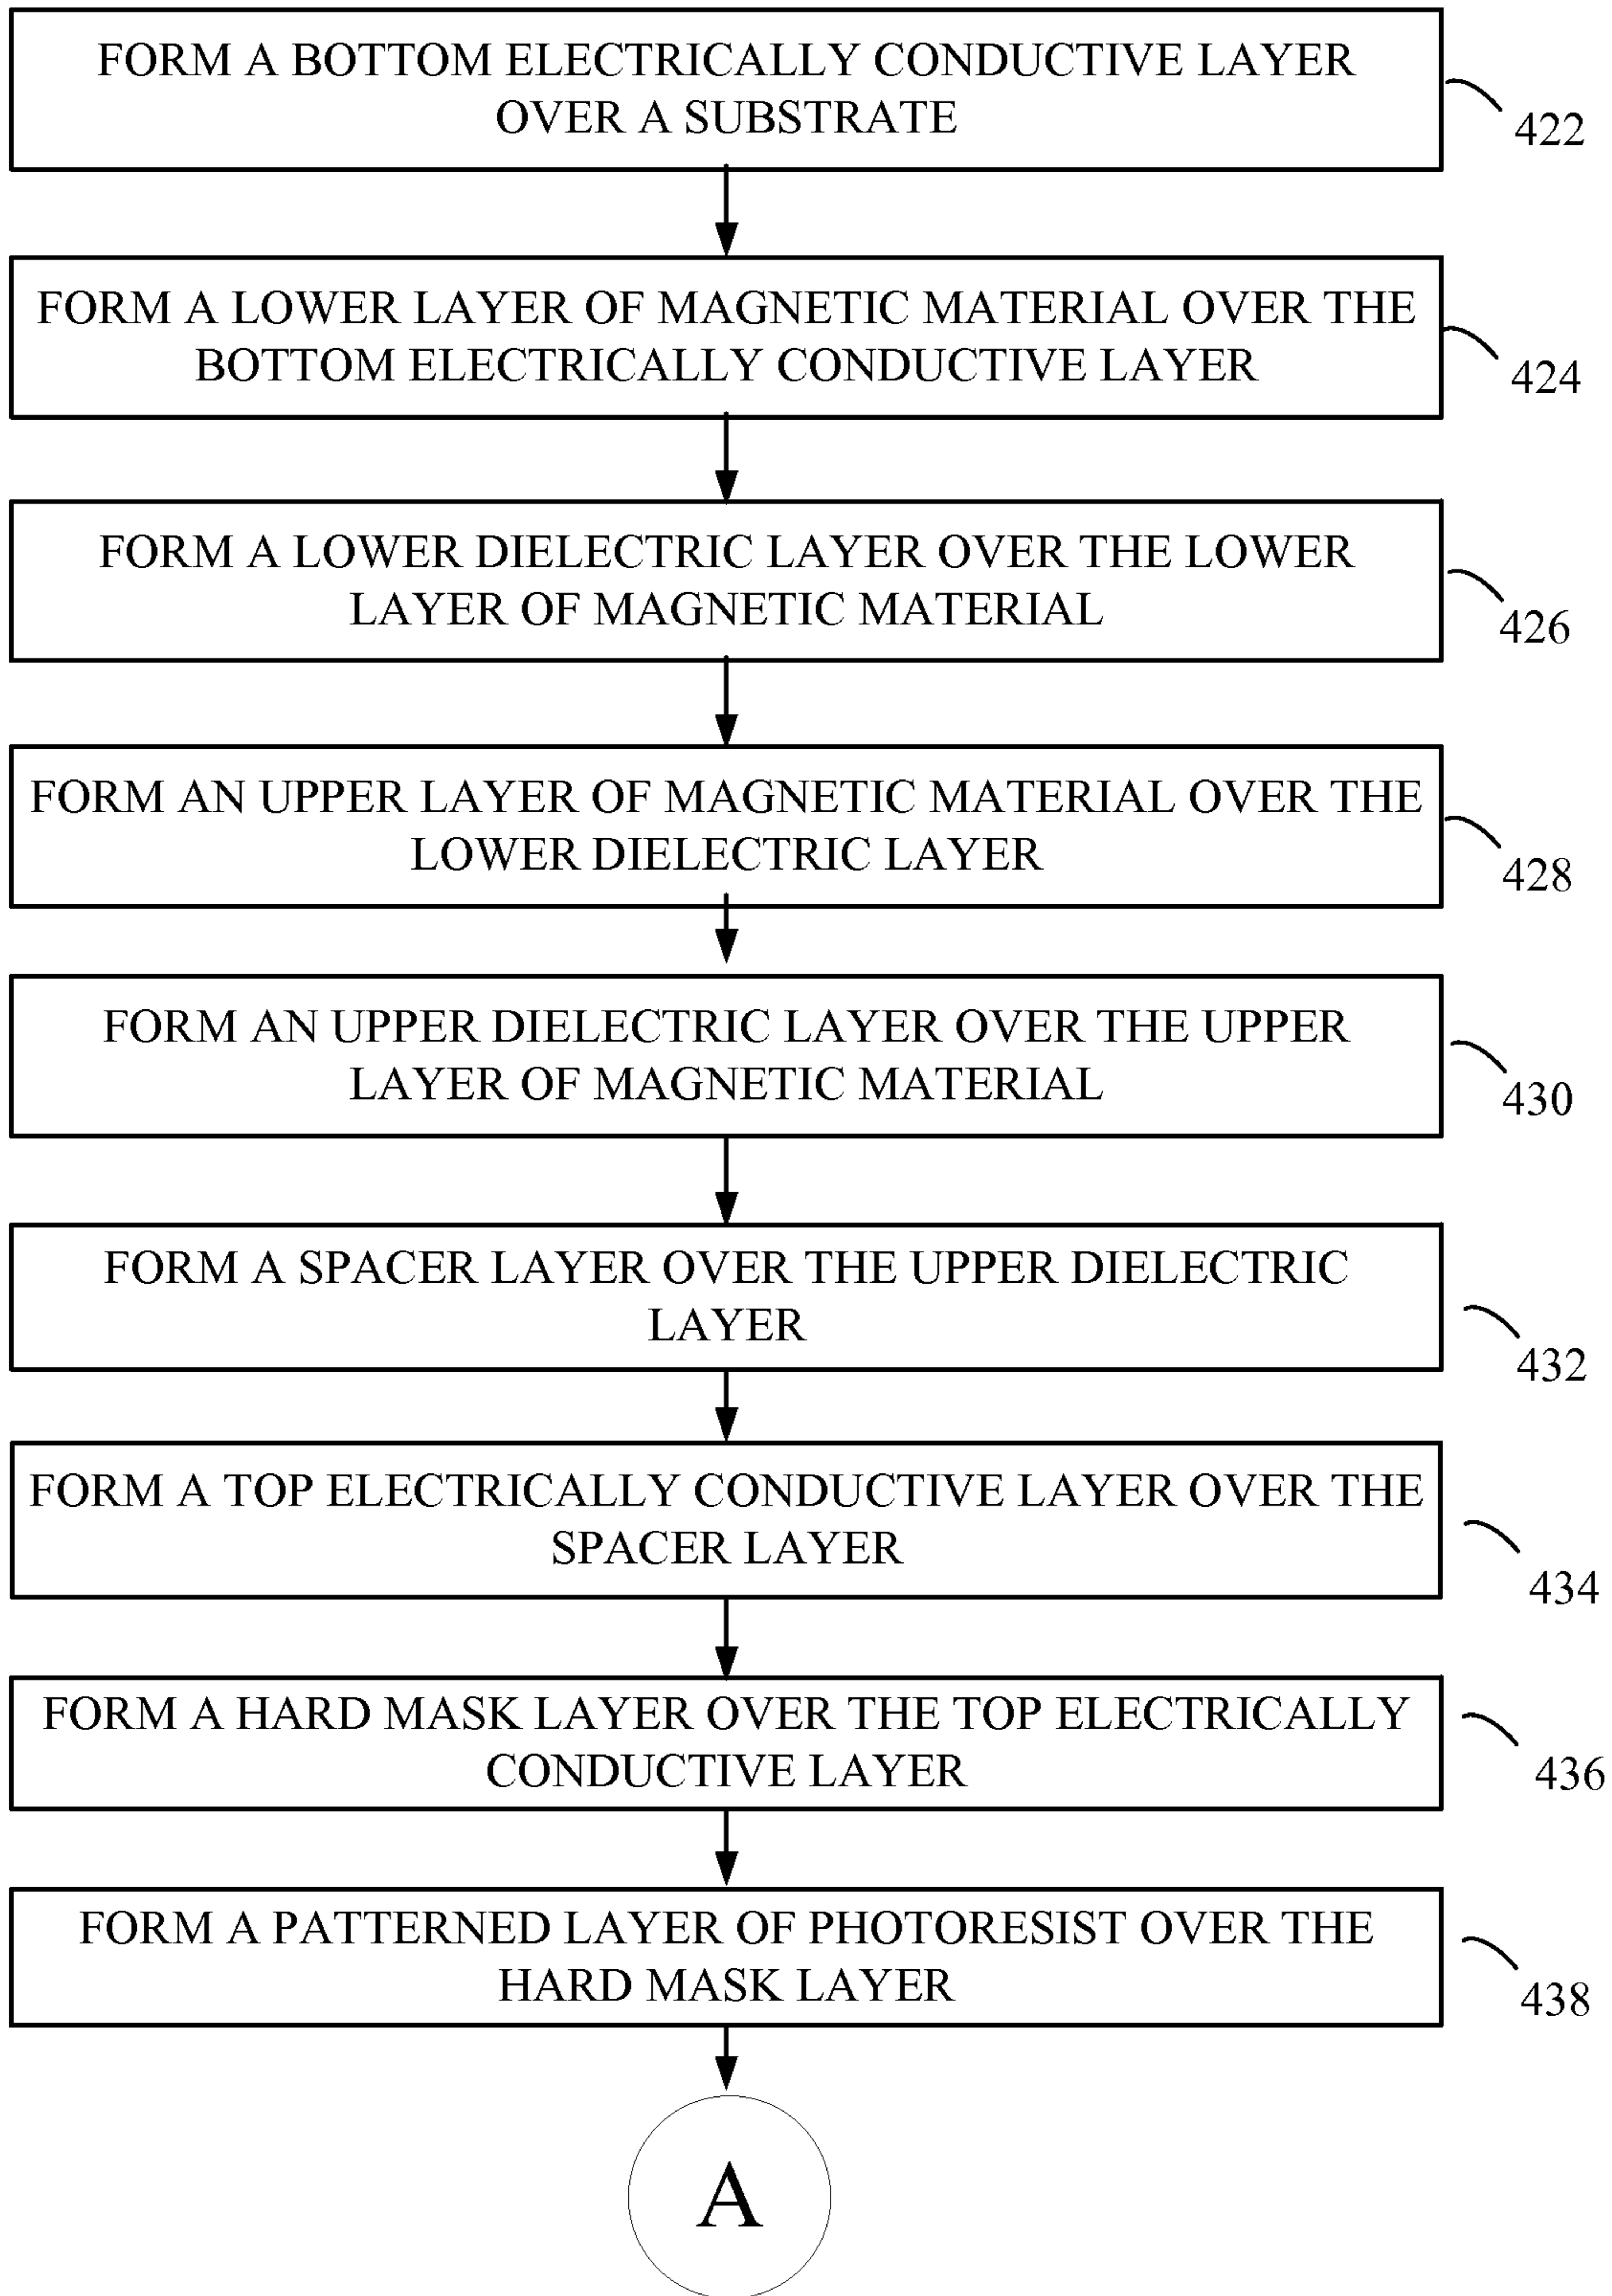 FORM A BOTTOM ELECTRICALLY CONDUCTIVE LAYER
OVER A SUBSTRATE
422
FORM A LOWER LAYER OF MAGNETIC MATERIAL OVER THE
BOTTOM ELECTRICALLY CONDUCTIVE LAYER
424
FORM A LOWER DIELECTRIC LAYER OVER THE LOWER
LAYER OF MAGNETIC MATERIAL
426
FORM AN UPPER LAYER OF MAGNETIC MATERIAL OVER THE
LOWER DIELECTRIC LAYER
428
FORM AN UPPER DIELECTRIC LAYER OVER THE UPPER
LAYER OF MAGNETIC MATERIAL
430
FORM A SPACER LAYER OVER THE UPPER DIELECTRIC
LAYER
432
FORM A TOP ELECTRICALLY CONDUCTIVE LAYER OVER THE
SPACER LAYER
434
FORM A HARD MASK LAYER OVER THE TOP ELECTRICALLY
CONDUCTIVE LAYER
436
FORM A PATTERNED LAYER OF PHOTORESIST OVER THE
HARD MASK LAYER
438
A